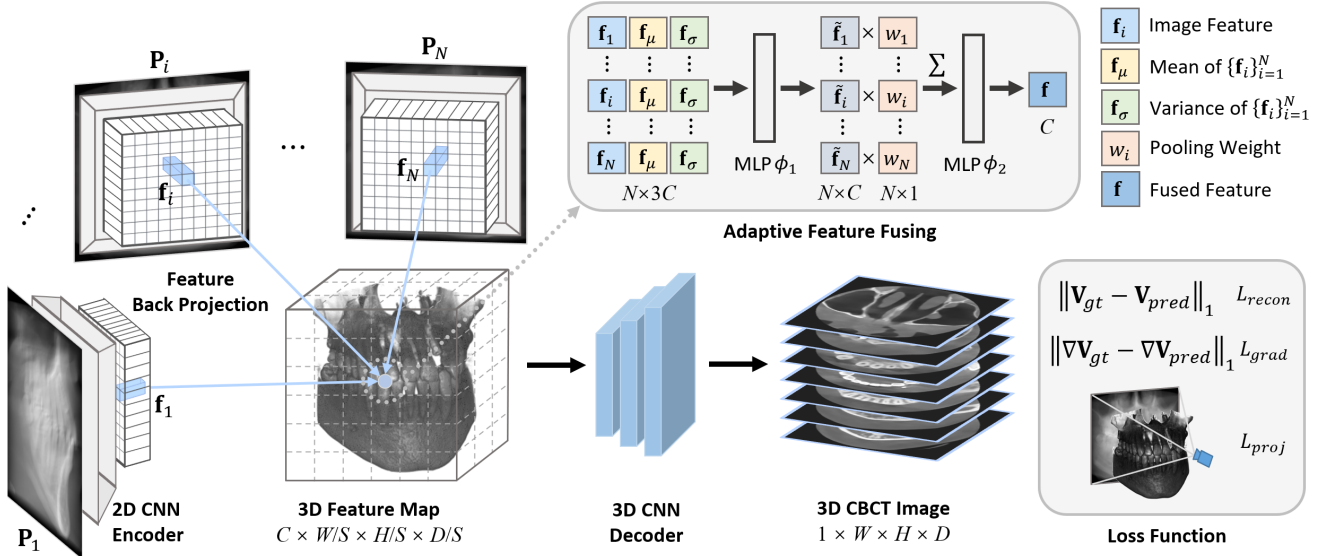 P_i
P_N
...
f_i
f_N
Feature
Back Projection
f_1
P_1
2D CNN
Encoder
3D Feature Map
C × W/S × H/S × D/S
3D CNN
Decoder
3D CBCT Image
1 × W × H × D
f_1 f_μ f_σ
f̃_1 × w_1
f_i f_μ f_σ
f̃_i × w_i
Σ
f
C
f_N f_μ f_σ
f̃_N × w_N
MLP ϕ_1
MLP ϕ_2
N×3C
N×C N×1
Adaptive Feature Fusing
f_i Image Feature
f_μ Mean of {f_i}_{i=1}^N
f_σ Variance of {f_i}_{i=1}^N
w_i Pooling Weight
f Fused Feature
‖V_gt − V_pred‖_1 L_recon
‖∇V_gt − ∇V_pred‖_1 L_grad
L_proj
Loss Function